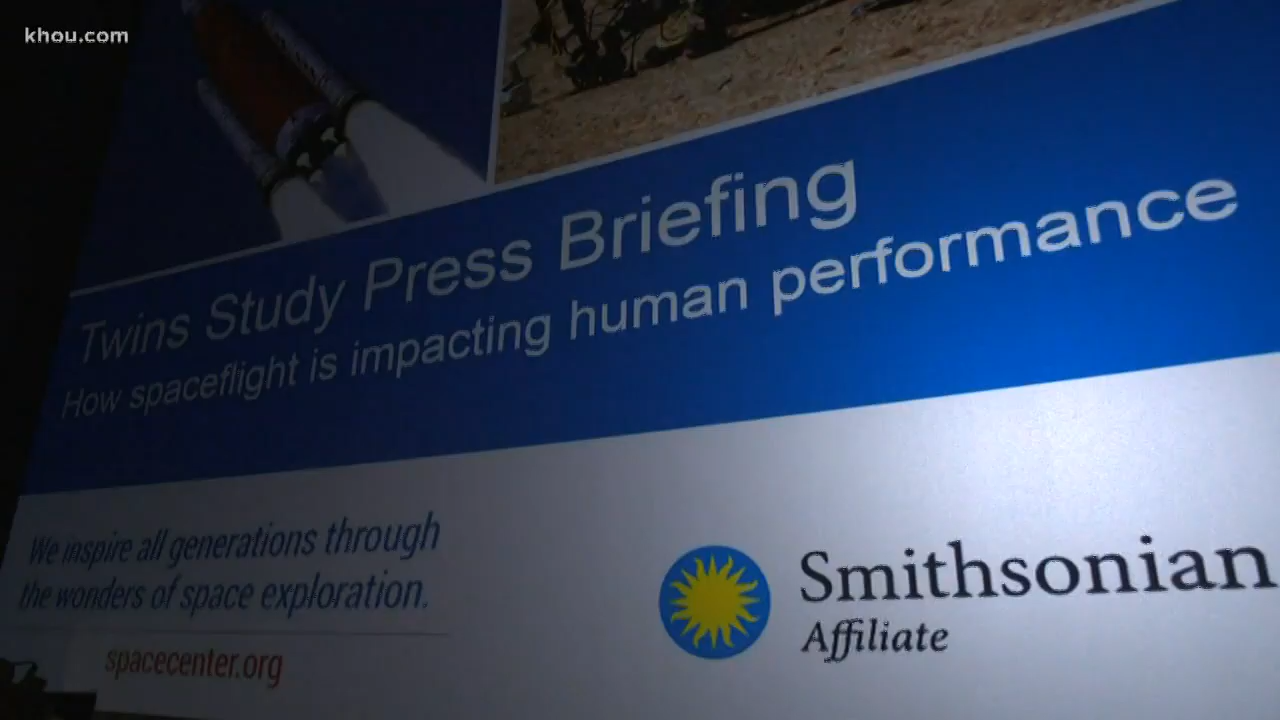 khou.com
Twins Study Press Briefing
How spaceflight is impacting human performance
We inspire all generations through
the wonders of space exploration.
spacecenter.org
Smithsonian
Affiliate